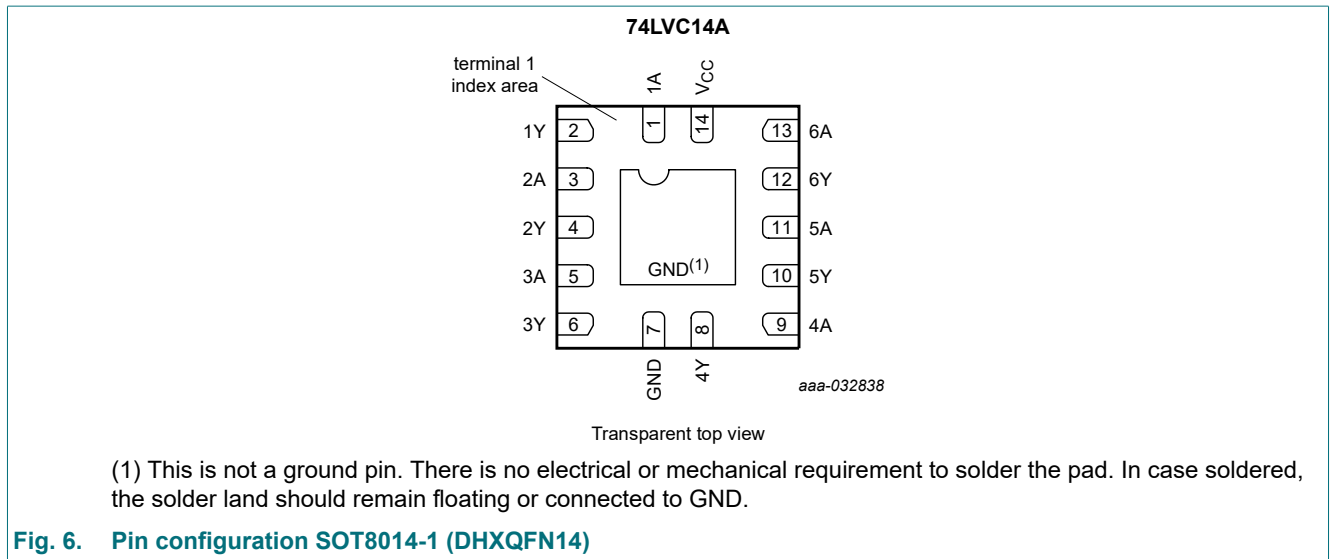 74LVC14A
terminal 1
index area
1A
VCC
1
14
1Y 2
13 6A
2A 3
12 6Y
2Y 4
11 5A
3A 5
GND(1)
10 5Y
3Y 6
9 4A
7
8
GND
4Y
aaa-032838
Transparent top view
(1) This is not a ground pin. There is no electrical or mechanical requirement to solder the pad. In case soldered,
the solder land should remain floating or connected to GND.
Fig. 6. Pin configuration SOT8014-1 (DHXQFN14)